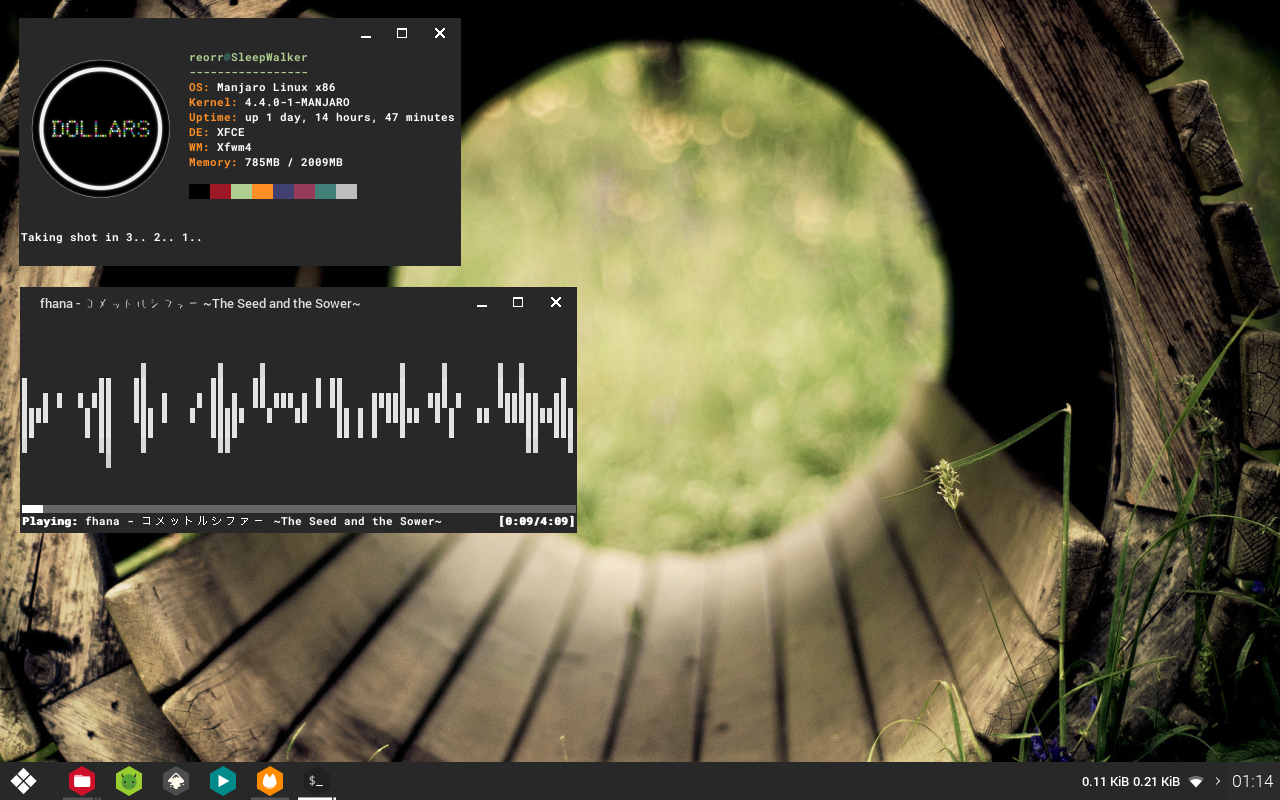 reorr@SleepWalker
-----------------
OS: Manjaro Linux x86
Kernel: 4.4.0-1-MANJARO
Uptime: up 1 day, 14 hours, 47 minutes
DE: XFCE
WM: Xfwm4
Memory: 785MB / 2009MB
DOLLARS
Taking shot in 3.. 2.. 1..
fhana - コメットルシファー ~The Seed and the Sower~
Playing: fhana - コメットルシファー ~The Seed and the Sower~ [0:09/4:09]
$_
0.11 KiB 0.21 KiB 01:14